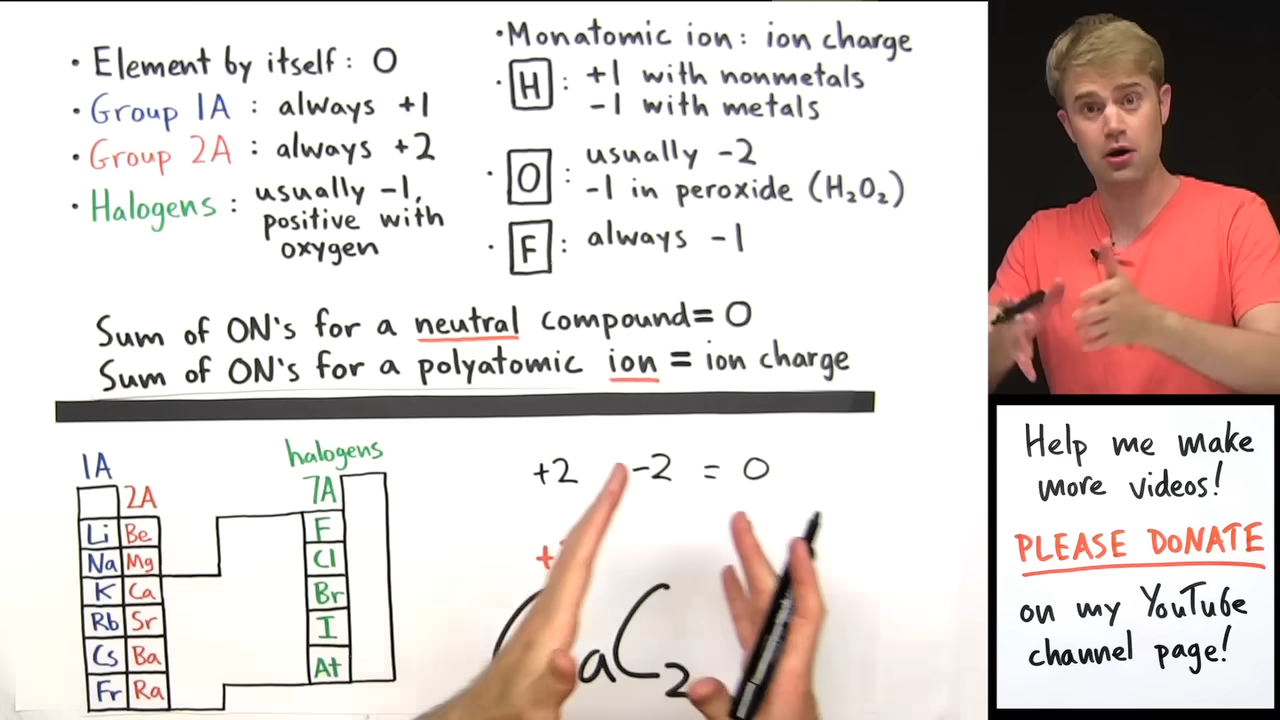 • Element by itself: 0
• Group 1A : always +1
• Group 2A : always +2
• Halogens : usually -1,
positive with
oxygen
• Monatomic ion: ion charge
• H : +1 with nonmetals
-1 with metals
• O : usually -2
-1 in peroxide (H₂O₂)
• F : always -1
Sum of ON's for a neutral compound= 0
Sum of ON's for a polyatomic ion = ion charge
1A
2A
halogens
7A
Li Be
Na Mg
K Ca
Rb Sr
Cs Ba
Fr Ra
F
Cl
Br
I
At
+2 -2 = 0
+
aC₂
Help me make
more videos!
PLEASE DONATE
on my YouTube
channel page!